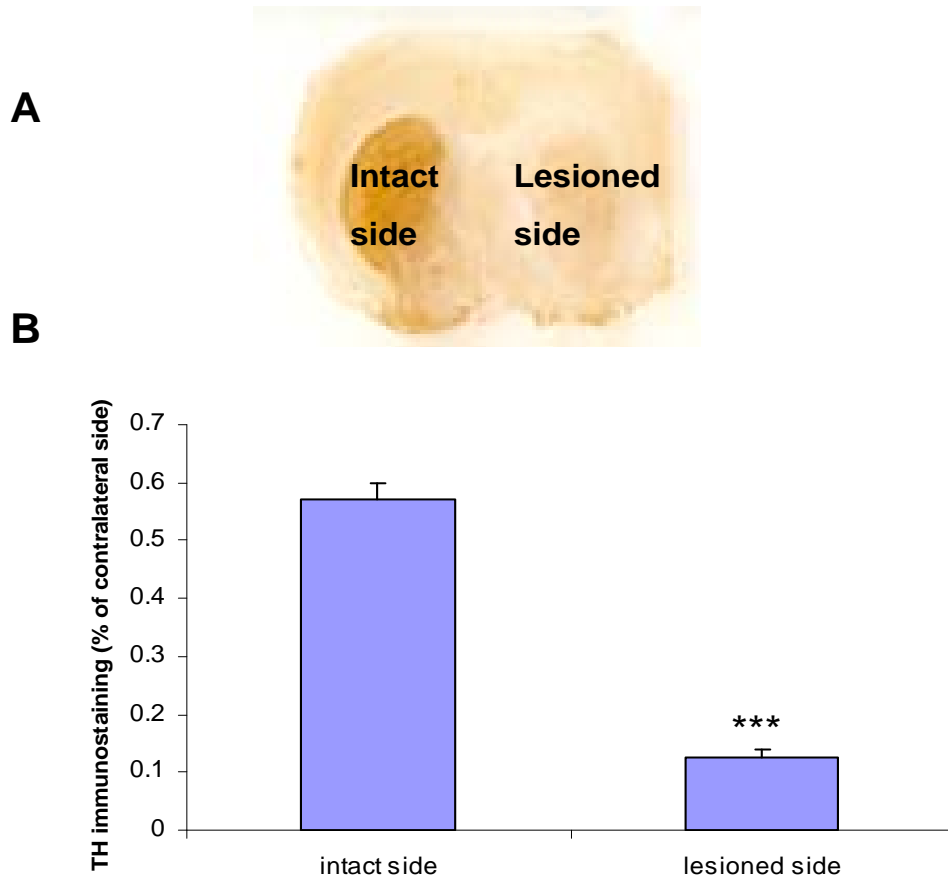 A
Intact
side
Lesioned
side
B
TH immunostaining (% of contralateral side)
0.7
0.6
0.5
0.4
0.3
0.2
0.1
0
***
intact side
lesioned side